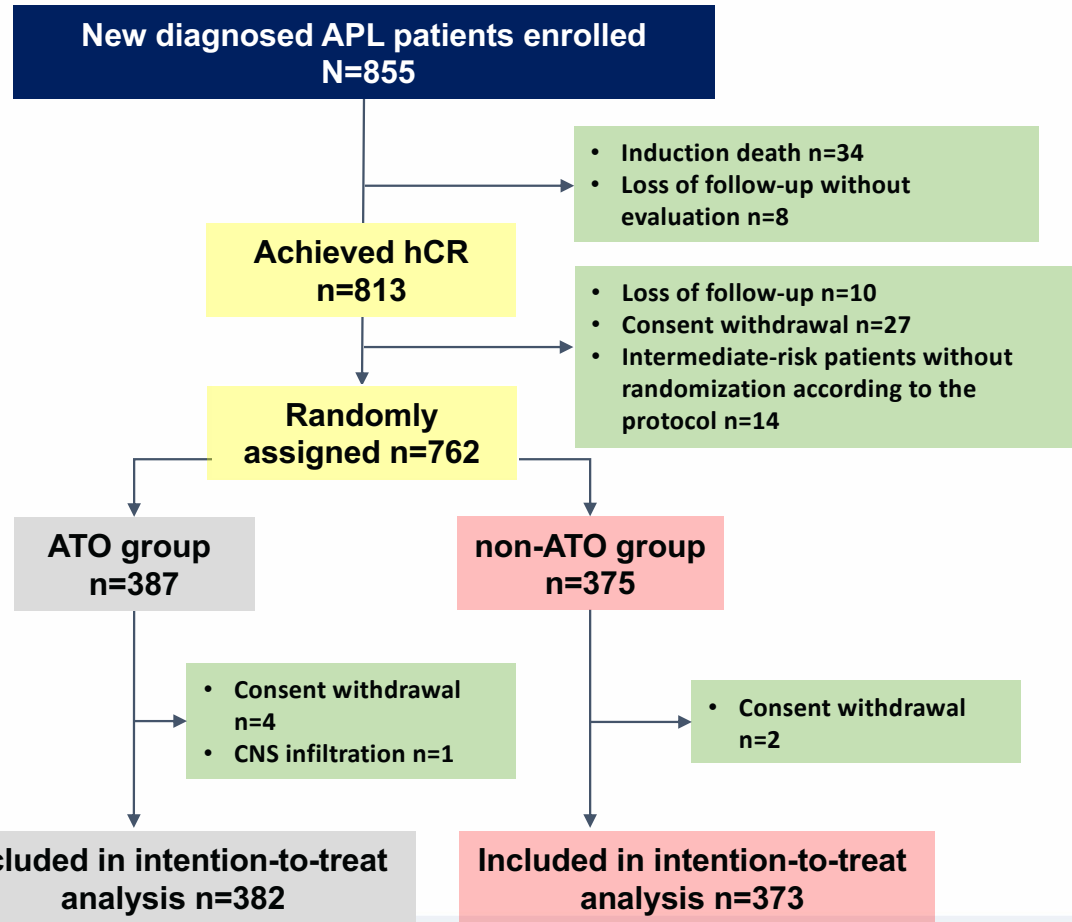 New diagnosed APL patients enrolled
N=855
• Induction death n=34
• Loss of follow-up without
evaluation n=8
Achieved hCR
n=813
• Loss of follow-up n=10
• Consent withdrawal n=27
• Intermediate-risk patients without
randomization according to the
protocol n=14
Randomly
assigned n=762
ATO group
n=387
non-ATO group
n=375
• Consent withdrawal
n=4
• CNS infiltration n=1
• Consent withdrawal
n=2
cluded in intention-to-treat
analysis n=382
Included in intention-to-treat
analysis n=373